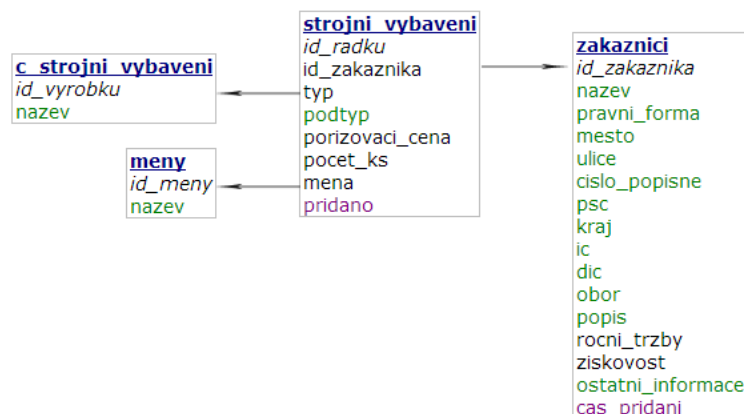 c_strojni_vybaveni
id_vyrobku
nazev
meny
id_meny
nazev
strojni_vybaveni
id_radku
id_zakaznika
typ
podtyp
porizovaci_cena
pocet_ks
mena
pridano
zakaznici
id_zakaznika
nazev
pravni_forma
mesto
ulice
cislo_popisne
psc
kraj
ic
dic
obor
popis
rocni_trzby
ziskovost
ostatni_informace
cas_pridani